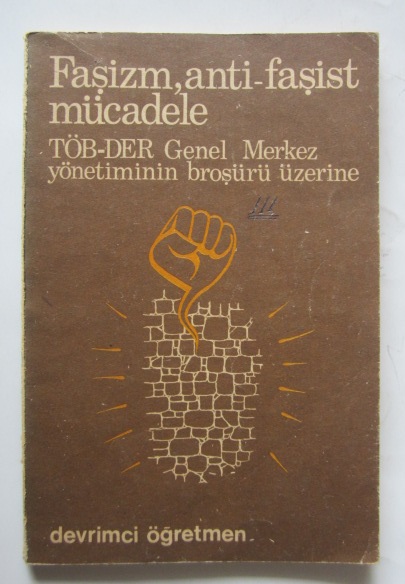 Faşizm, anti-faşist
mücadele
TÖB-DER Genel Merkez
yönetiminin broşürü üzerine
devrimci öğretmen